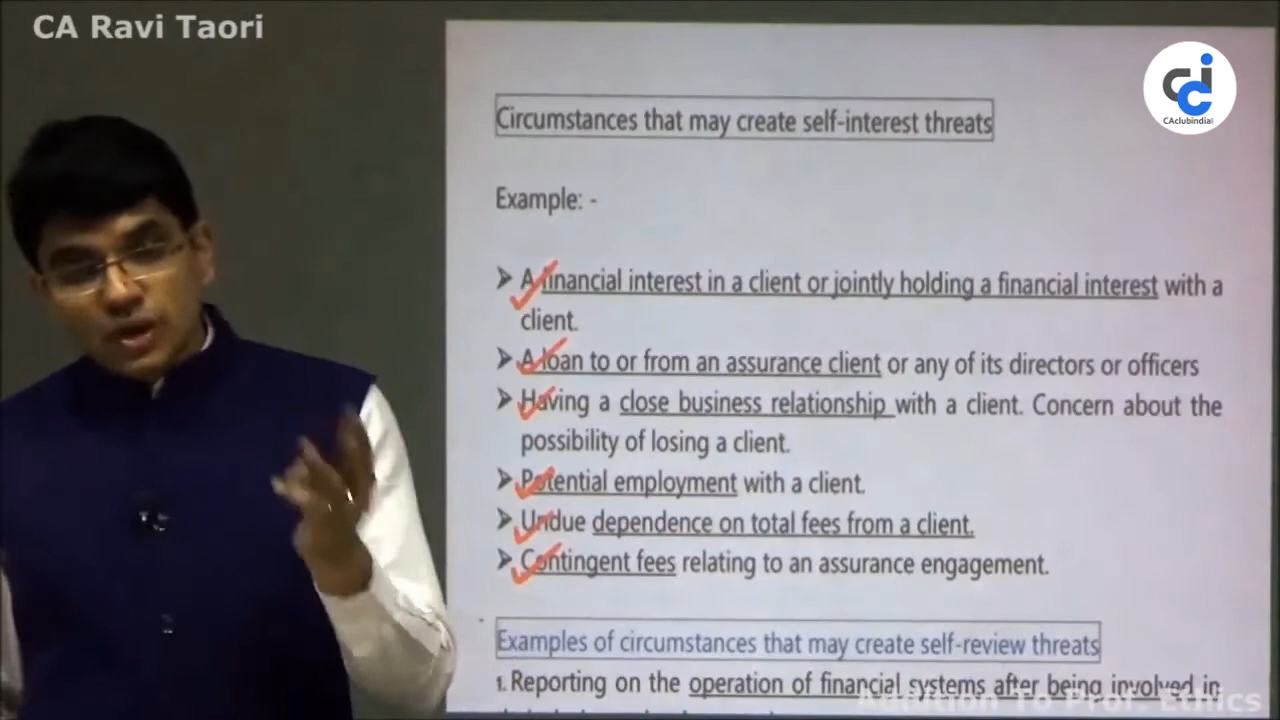 CA Ravi Taori
CAclubindia
Circumstances that may create self-interest threats
Example: -
➤ A financial interest in a client or jointly holding a financial interest with a
client.
➤ A loan to or from an assurance client or any of its directors or officers
➤ Having a close business relationship with a client. Concern about the
possibility of losing a client.
➤ Potential employment with a client.
➤ Undue dependence on total fees from a client.
➤ Contingent fees relating to an assurance engagement.
Examples of circumstances that may create self-review threats
1. Reporting on the operation of financial systems after being involved in
Addition To Prof. Ethics